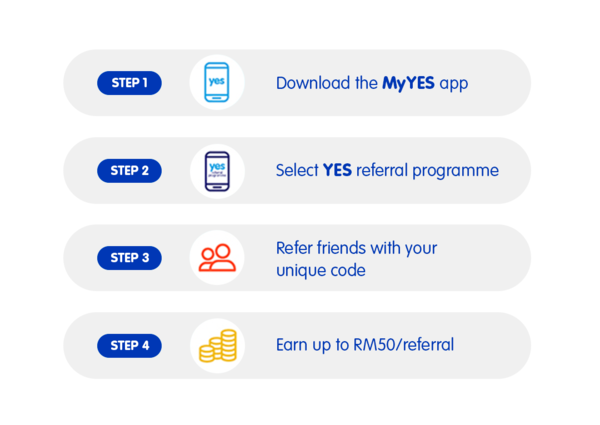 STEP 1
yes
Download the MyYES app
STEP 2
yes
referral
programme
Select YES referral programme
STEP 3
Refer friends with your
unique code
STEP 4
Earn up to RM50/referral